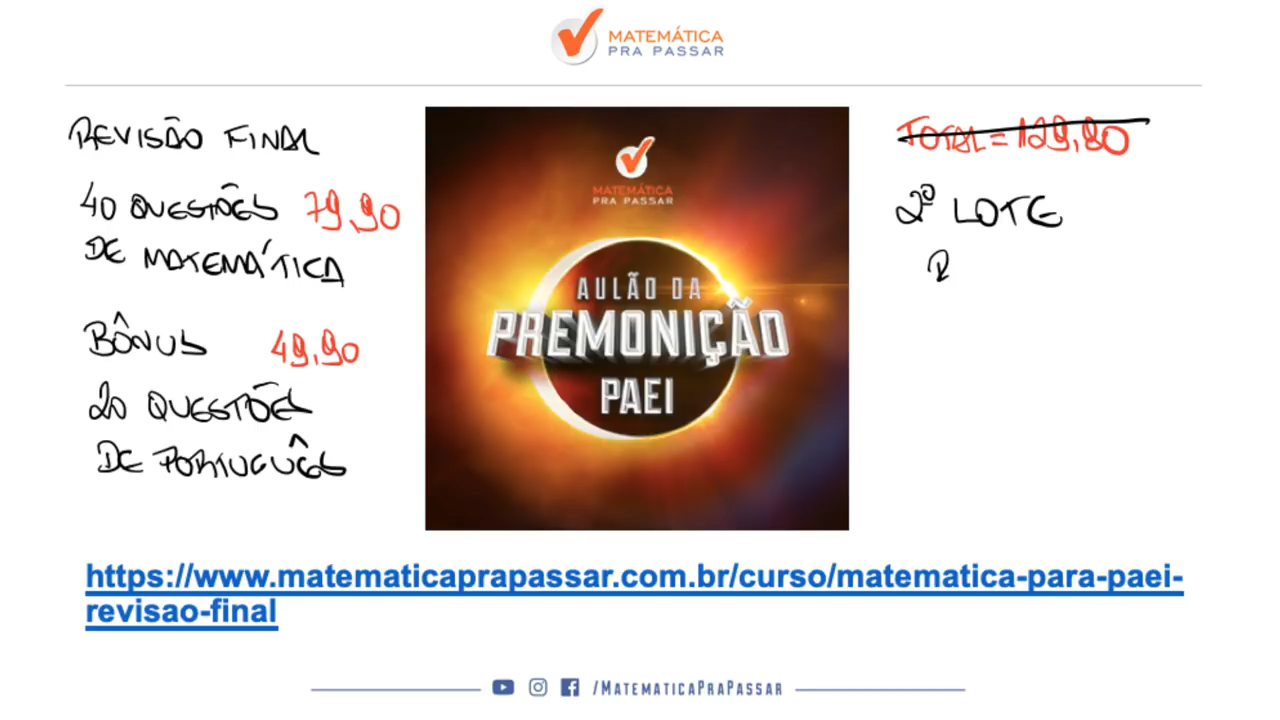 MATEMÁTICA
PRA PASSAR
REVISÃO FINAL
40 QUESTÕES 79,90
DE MATEMÁTICA
BÔNUS 49,90
20 QUESTÕES
DE PORTUGUÊS
MATEMÁTICA
PRA PASSAR
AULÃO DA
PREMONIÇÃO
PAEI
TOTAL = 129,80
2º LOTE
R
https://www.matematicaprapassar.com.br/curso/matematica-para-paei-
revisao-final
/MATEMATICAPRAPASSAR